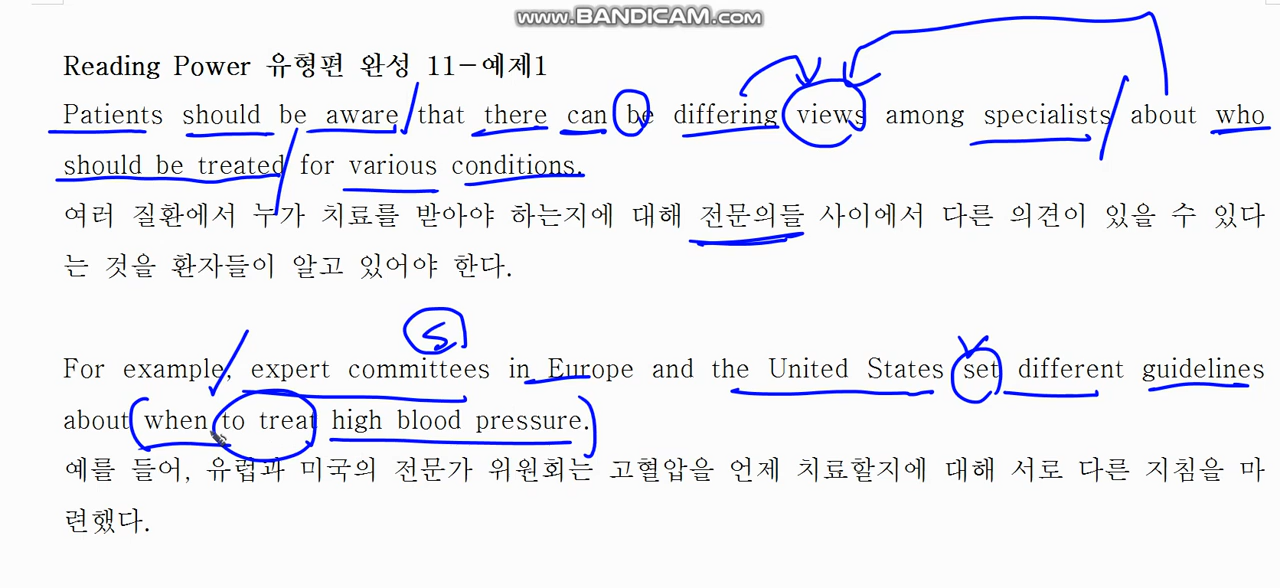 www.BANDICAM.com
Reading Power 유형편 완성 11-예제1
Patients should be aware that there can be differing views among specialists about who
should be treated for various conditions.
여러 질환에서 누가 치료를 받아야 하는지에 대해 전문의들 사이에서 다른 의견이 있을 수 있다
는 것을 환자들이 알고 있어야 한다.
S
For example, expert committees in Europe and the United States set different guidelines
about when to treat high blood pressure.
예를 들어, 유럽과 미국의 전문가 위원회는 고혈압을 언제 치료할지에 대해 서로 다른 지침을 마
련했다.